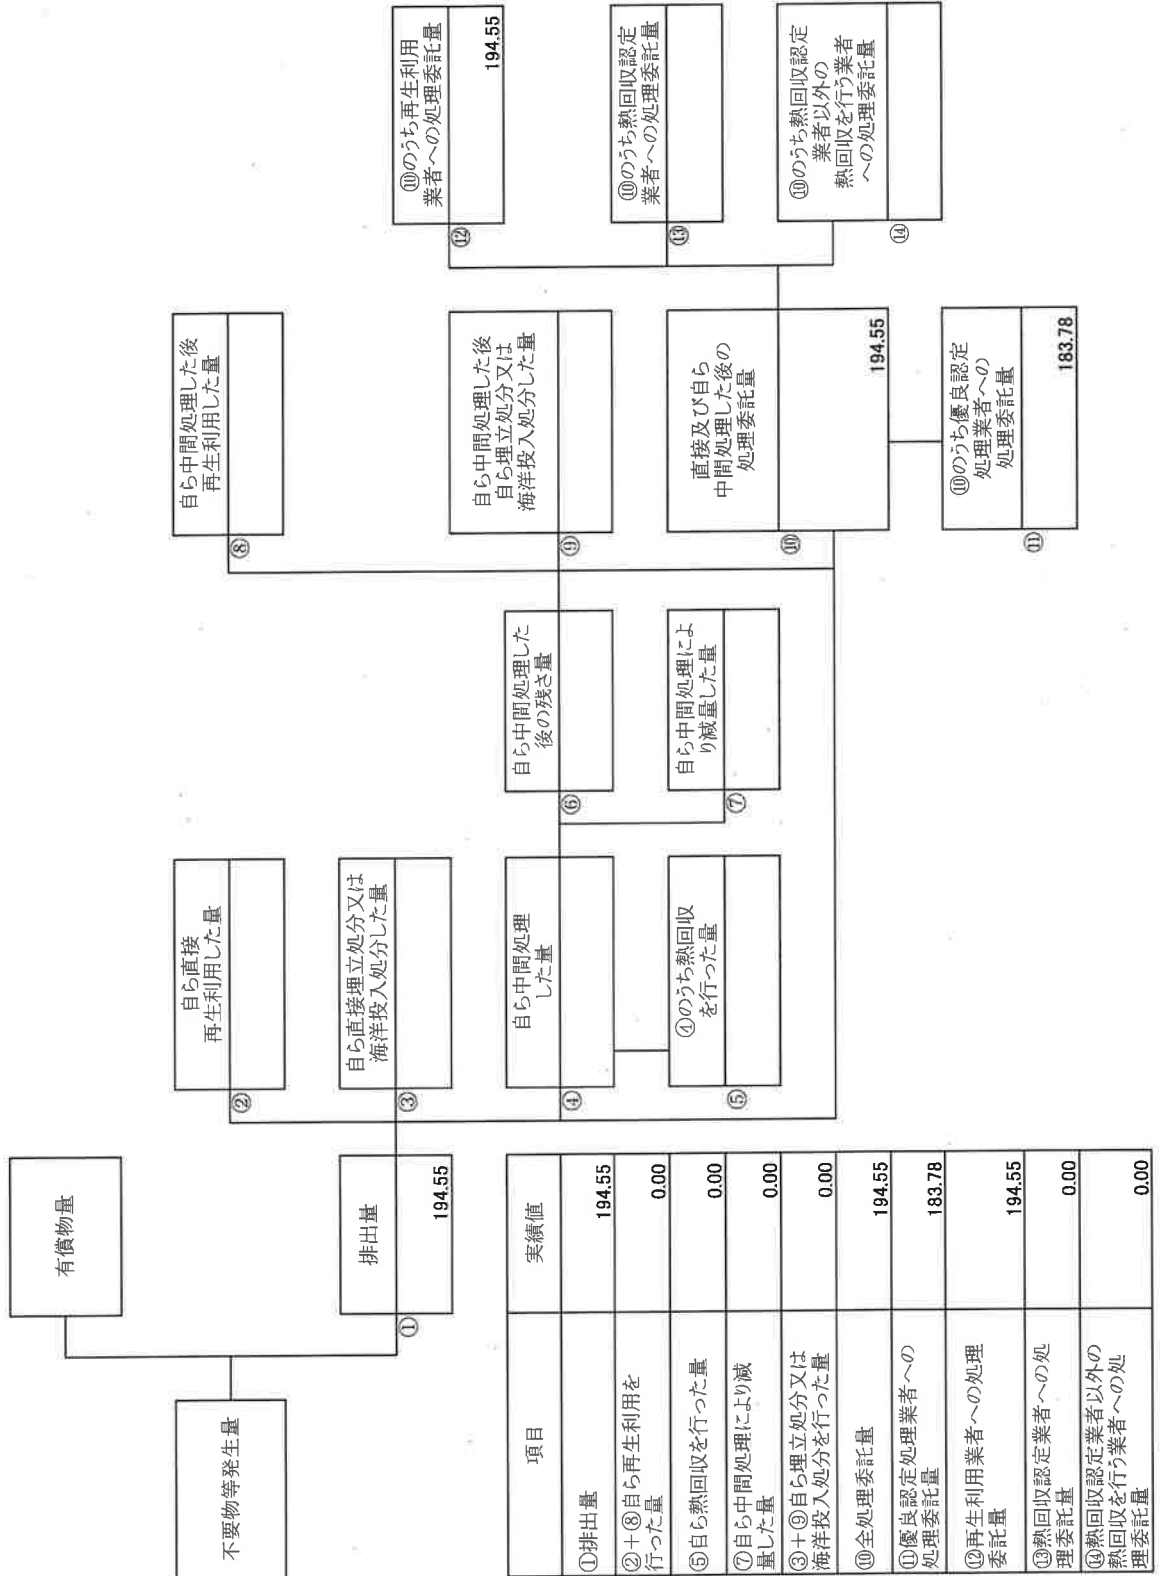 不要物等発生量
有償物量
排出量
①
194.55
自ら直接
再生利用した量
②
自ら直接埋立処分又は
海洋投入処分した量
③
自ら中間処理
した量
④
④のうち熱回収
を行った量
⑤
自ら中間処理した
後の残さ量
⑥
自ら中間処理によ
り減量した量
⑦
自ら中間処理した後
再生利用した量
⑧
自ら中間処理した後
自ら埋立処分又は
海洋投入処分した量
⑨
直接及び自ら
中間処理した後の
処理委託量
⑩
194.55
⑩のうち優良認定
処理業者への
処理委託量
⑪
183.78
⑩のうち再生利用
業者への処理委託量
⑫
194.55
⑩のうち熱回収認定
業者への処理委託量
⑬
⑩のうち熱回収認定
業者以外の
熱回収を行う業者
への処理委託量
⑭
項目 実績値
①排出量 194.55
②+⑧自ら再生利用を
行った量 0.00
⑤自ら熱回収を行った量 0.00
⑦自ら中間処理により減
量した量 0.00
③+⑨自ら埋立処分又は
海洋投入処分を行った量 0.00
⑩全処理委託量 194.55
⑪優良認定処理業者への
処理委託量 183.78
⑫再生利用業者への処理
委託量 194.55
⑬熱回収認定業者への処
理委託量 0.00
⑭熱回収認定業者以外の
熱回収を行う業者への処
理委託量 0.00